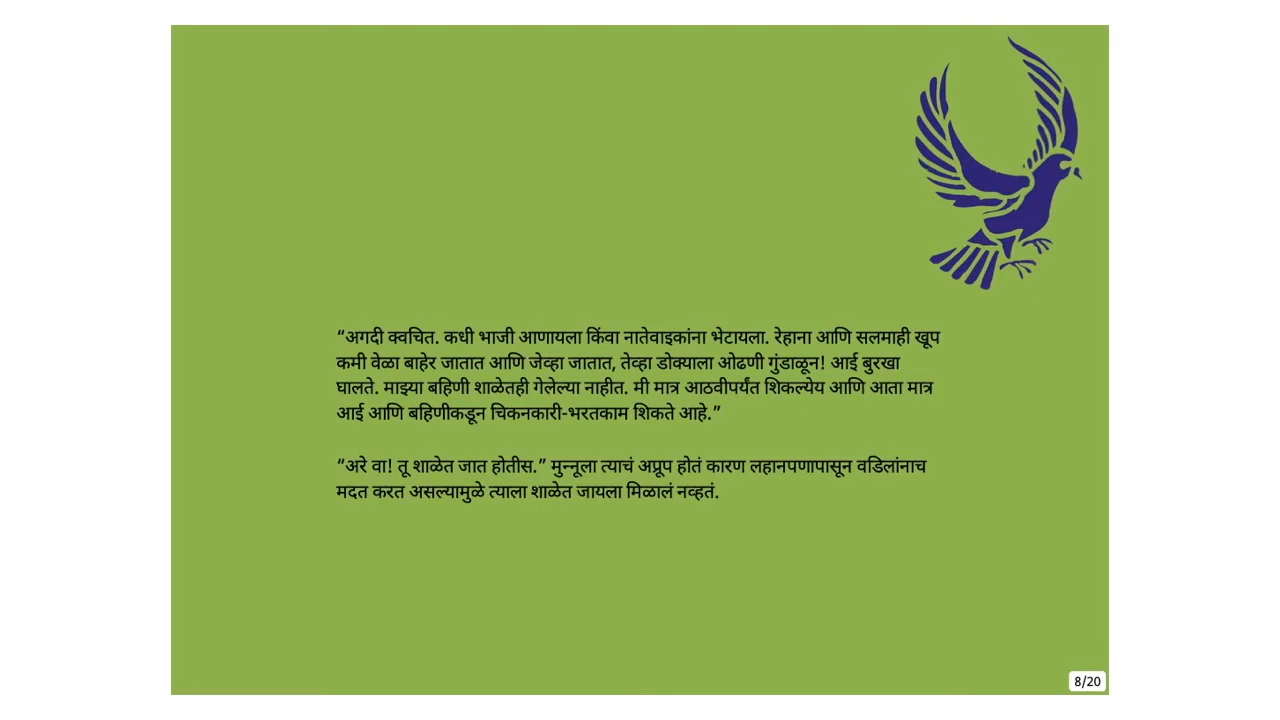 “अगदी क्वचित. कधी भाजी आणायला किंवा नातेवाइकांना भेटायला. रेहाना आणि सलमाही खूप
कमी वेळा बाहेर जातात आणि जेव्हा जातात, तेव्हा डोक्याला ओढणी गुंडाळून! आई बुरखा
घालते. माझ्या बहिणी शाळेतही गेलेल्या नाहीत. मी मात्र आठवीपर्यंत शिकल्येय आणि आता मात्र
आई आणि बहिणीकडून चिकनकारी-भरतकाम शिकते आहे.”
“अरे वा! तू शाळेत जात होतीस.” मुन्नूला त्याचं अप्रूप होतं कारण लहानपणापासून वडिलांनाच
मदत करत असल्यामुळे त्याला शाळेत जायला मिळालं नव्हतं.
8/20